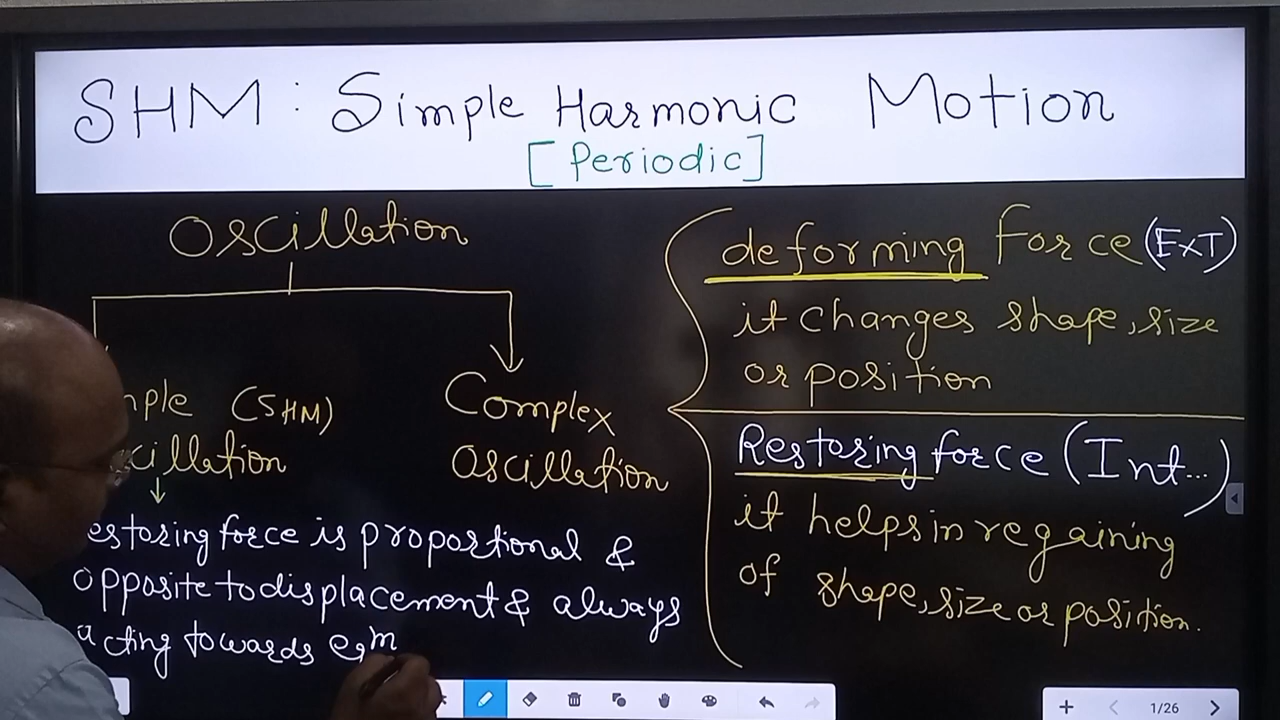 SHM : Simple Harmonic Motion
[Periodic]
Oscillation
mple (SHM)
cillation
Complex
Oscillation
estoring force is proportional &
opposite to displacement & always
acting towards eqm
deforming force (EXT)
it changes shape, size
or position
Restoring force (Int...)
it helps in regaining
of shape, size or position.
1/26